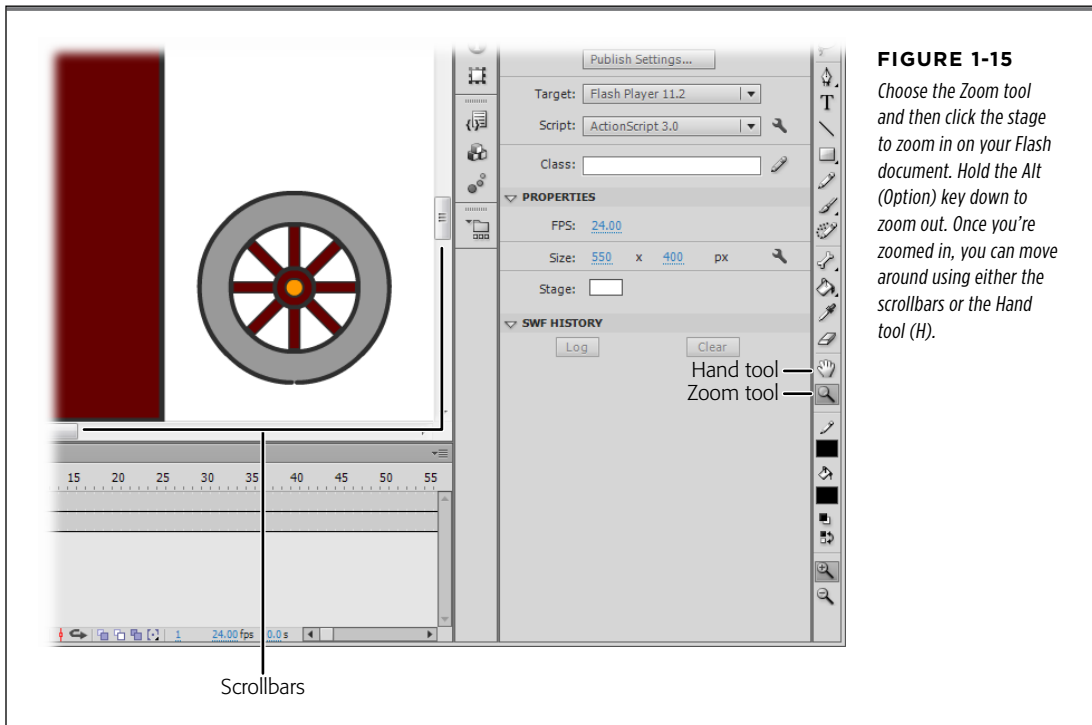 Publish Settings...
Target: Flash Player 11.2
Script: ActionScript 3.0
Class:
PROPERTIES
FPS: 24.00
Size: 550 x 400 px
Stage:
SWF HISTORY
Log Clear
Hand tool
Zoom tool
15 20 25 30 35 40 45 50 55
1 24.00 fps 0.0 s
Scrollbars
FIGURE 1-15
Choose the Zoom tool
and then click the stage
to zoom in on your Flash
document. Hold the Alt
(Option) key down to
zoom out. Once you're
zoomed in, you can move
around using either the
scrollbars or the Hand
tool (H).